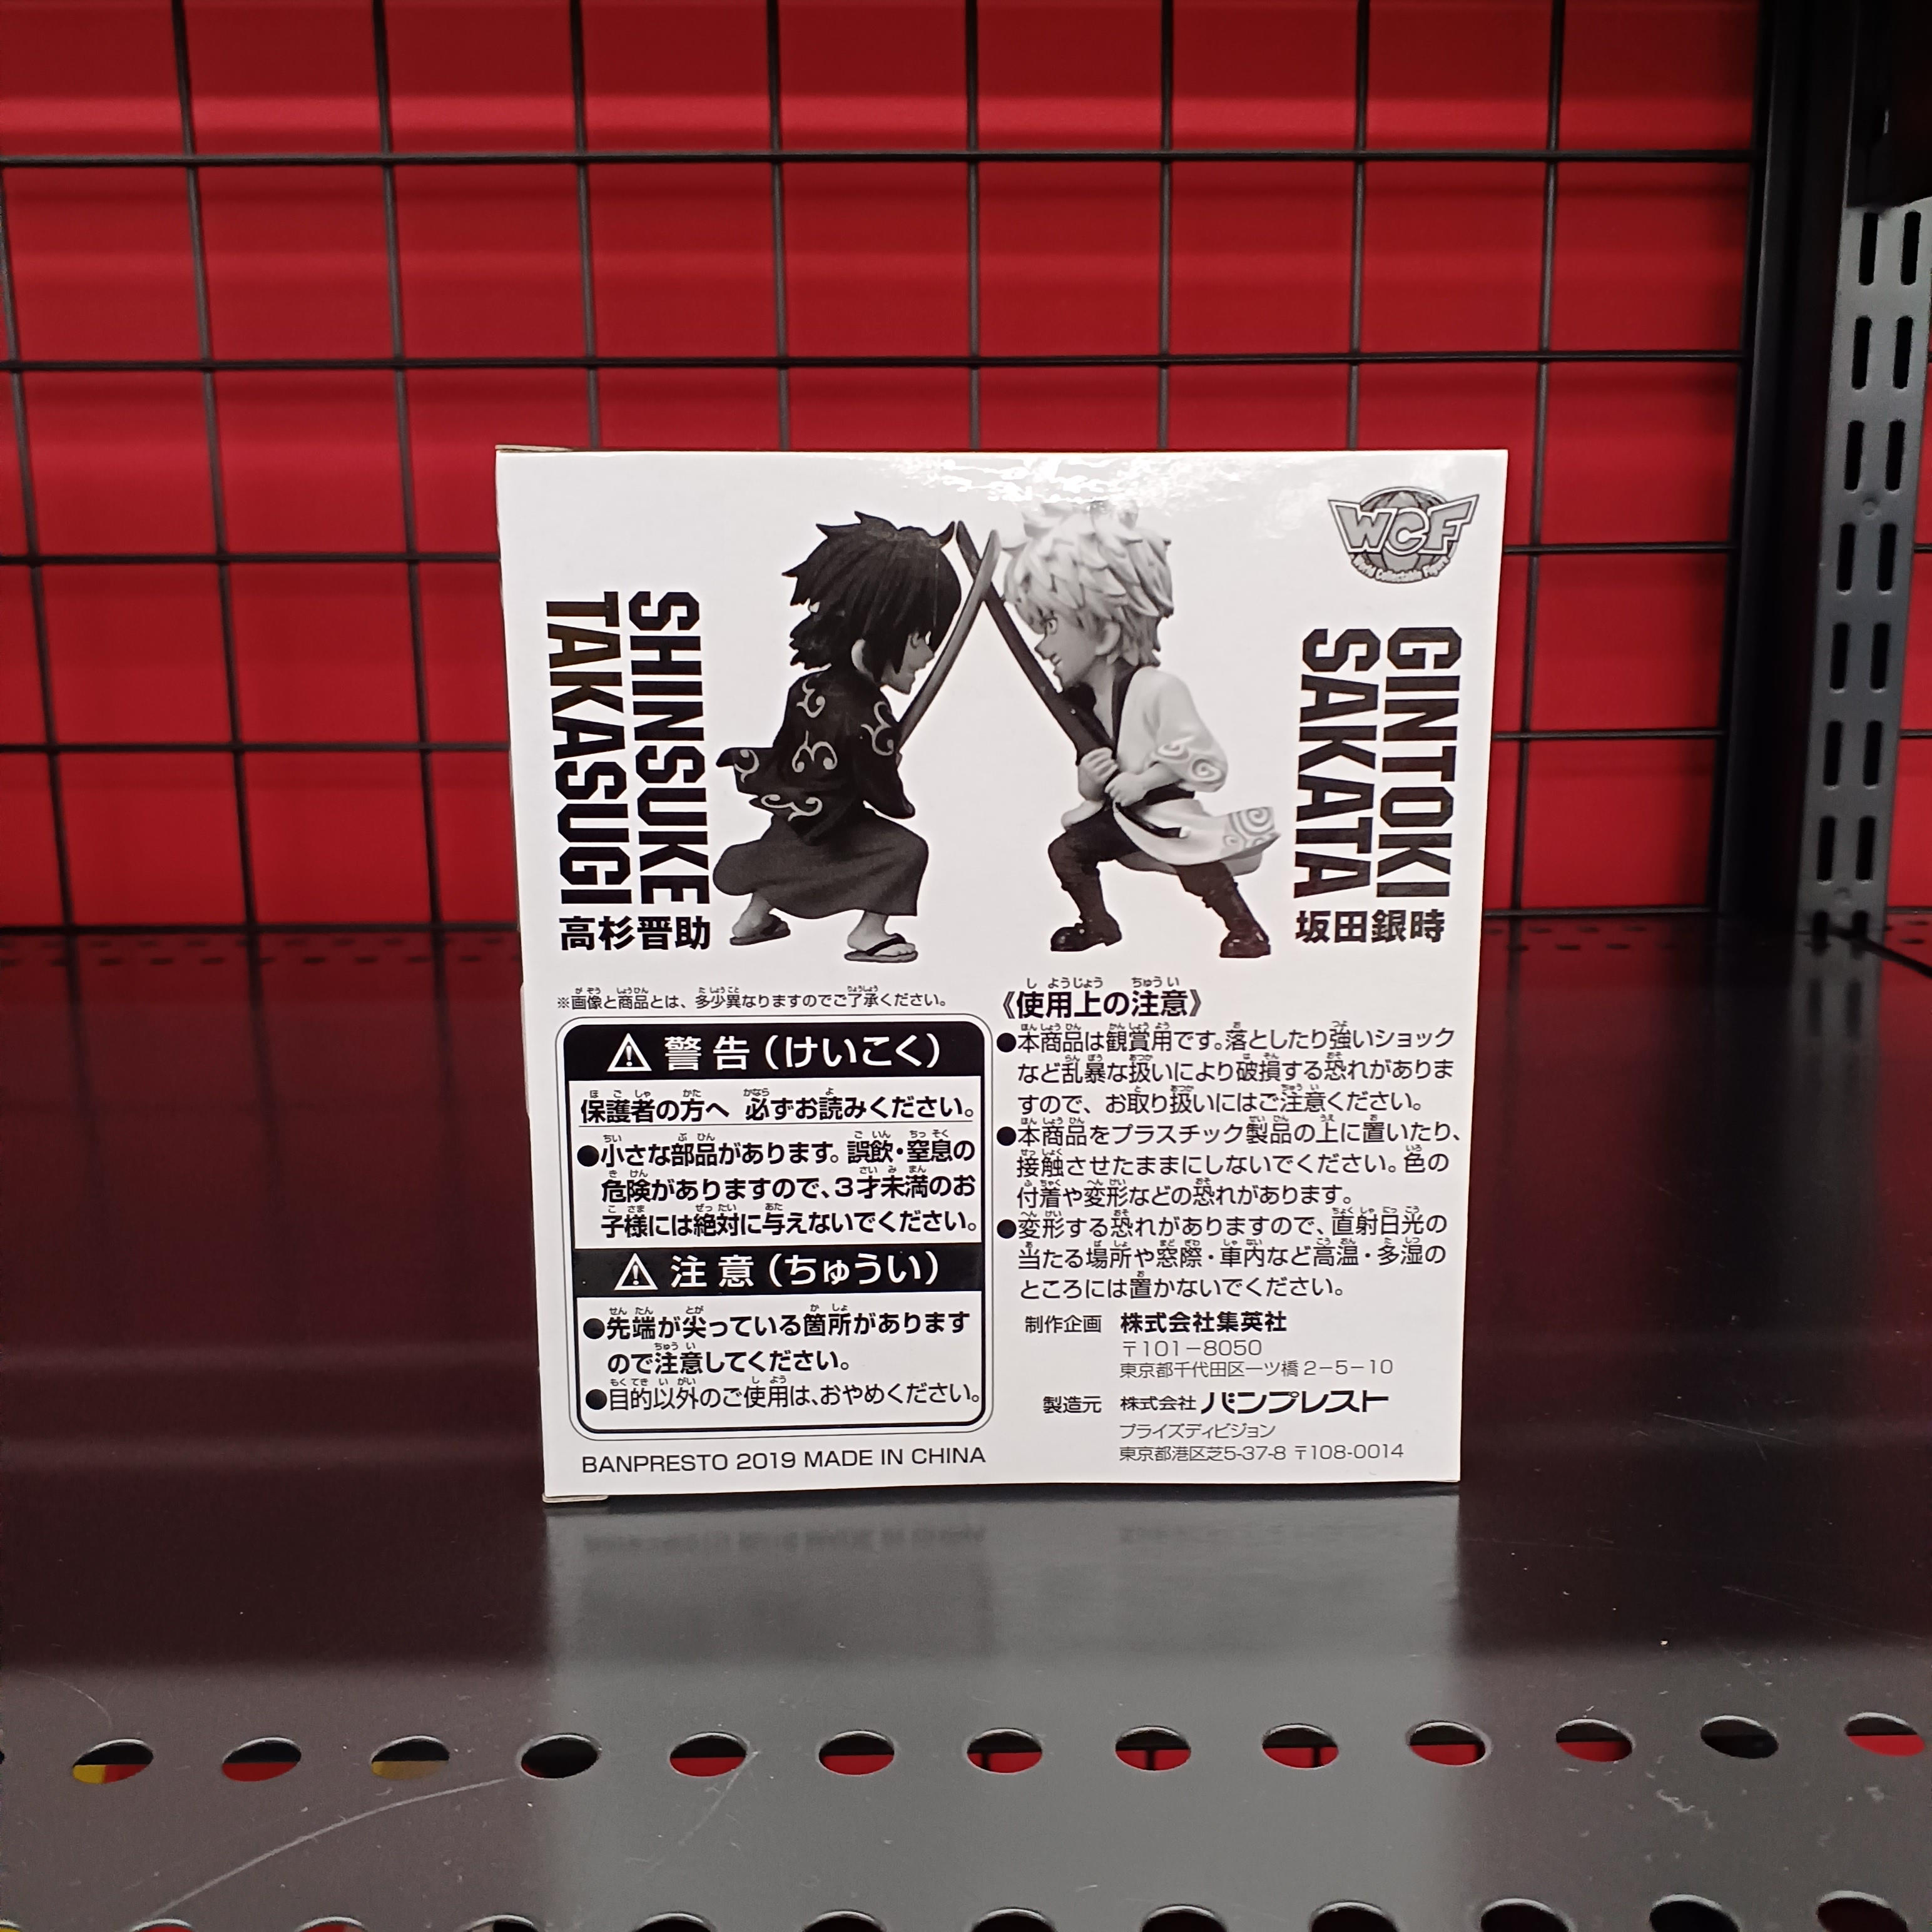 WCF
World Collectable Figure
SHINSUKE
TAKASUGI
高杉晋助
GINTOKI
SAKATA
坂田銀時
※画像と商品とは、多少異なりますのでご了承ください。
⚠ 警告(けいこく)
保護者の方へ 必ずお読みください。
●小さな部品があります。誤飲・窒息の
危険がありますので、3才未満のお
子様には絶対に与えないでください。
⚠ 注意(ちゅうい)
●先端が尖っている箇所があります
ので注意してください。
●目的以外のご使用は、おやめください。
BANPRESTO 2019 MADE IN CHINA
《使用上の注意》
●本商品は観賞用です。落としたり強いショック
など乱暴な扱いにより破損する恐れがありま
すので、お取り扱いにはご注意ください。
●本商品をプラスチック製品の上に置いたり、
接触させたままにしないでください。色の
付着や変形などの恐れがあります。
●変形する恐れがありますので、直射日光の
当たる場所や窓際・車内など高温・多湿の
ところには置かないでください。
制作企画 株式会社集英社
〒101-8050
東京都千代田区一ツ橋2-5-10
製造元 株式会社 バンプレスト
プライズディビジョン
東京都港区芝5-37-8 〒108-0014